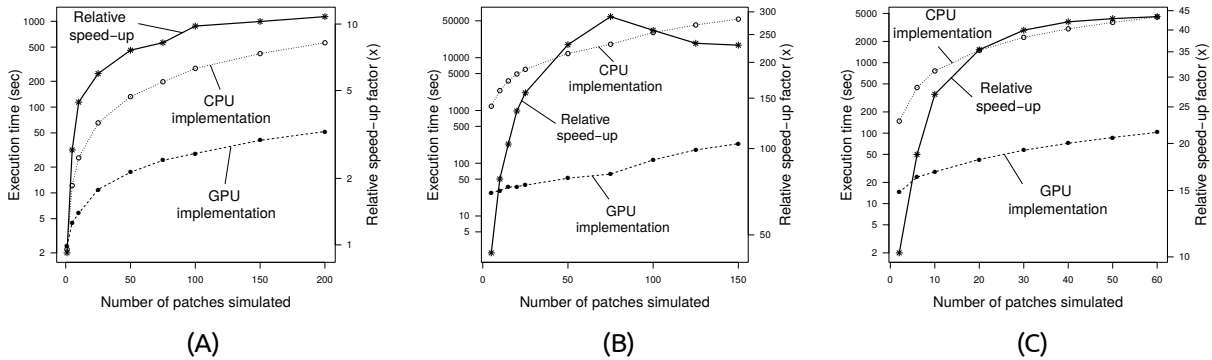 Execution time (sec)
1000
500
200
100
50
20
10
5
2
Relative
speed−up
CPU
implementation
GPU
implementation
10
5
2
1
Relative speed−up factor (x)
0 50 100 150 200
Number of patches simulated
(A)
Execution time (sec)
50000
10000
5000
1000
500
100
50
10
5
CPU
implementation
Relative
speed−up
GPU
implementation
300
250
200
150
100
50
Relative speed−up factor (x)
0 50 100 150
Number of patches simulated
(B)
Execution time (sec)
5000
2000
1000
500
200
100
50
20
10
5
2
CPU
implementation
Relative
speed−up
GPU
implementation
45
40
35
30
25
20
15
10
Relative speed−up factor (x)
0 10 20 30 40 50 60
Number of patches simulated
(C)